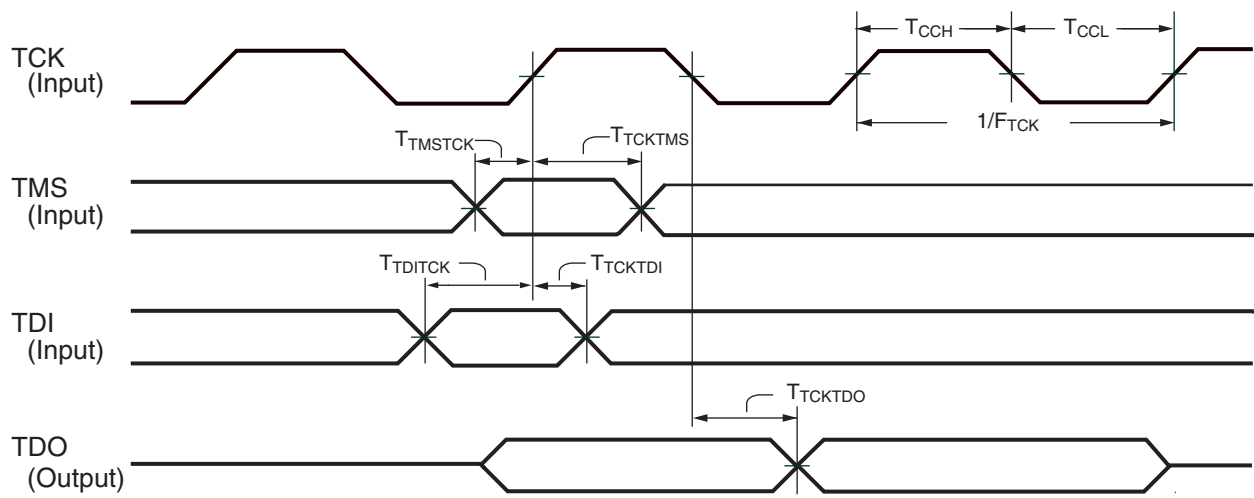 TCK
(Input)
TCCH
TCCL
1/FTCK
TTMSTCK
TTCKTMS
TMS
(Input)
TTDITCK
TTCKTDI
TDI
(Input)
TTCKTDO
TDO
(Output)